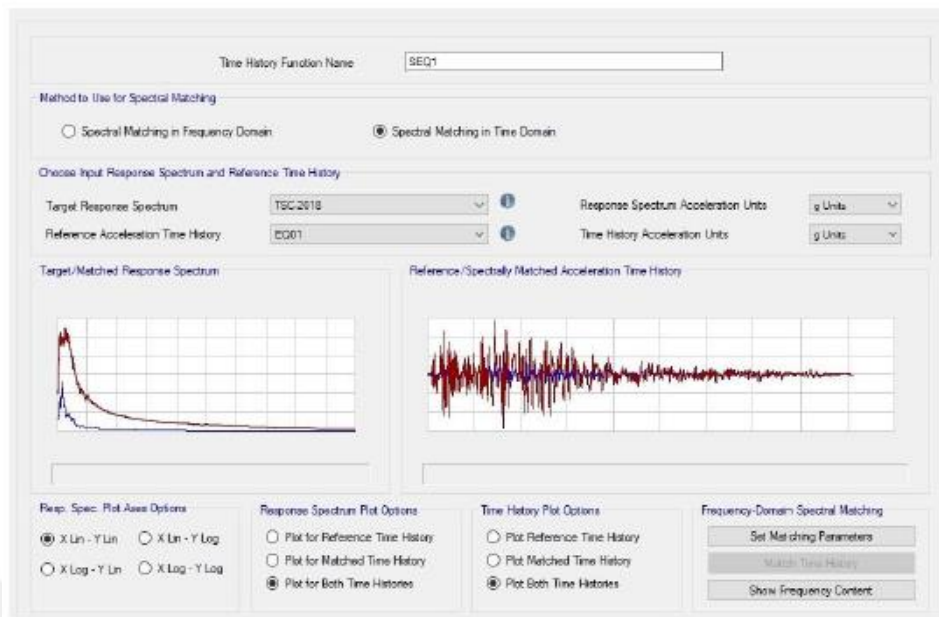 Time History Function Name SEQ1
Method to Use for Spectral Matching
Spectral Matching in Frequency Domain Spectral Matching in Time Domain
Choose Input Response Spectrum and Reference Time History
Target Response Spectrum TSC-2018 Response Spectrum Acceleration Units g Units
Reference Acceleration Time History EQ01 Time History Acceleration Units g Units
Target/Matched Response Spectrum Reference/Spectrally Matched Acceleration Time History
Resp. Spec. Plot Axes Options Response Spectrum Plot Options Time History Plot Options Frequency-Domain Spectral Matching
X Lin - Y Lin X Lin - Y Log Plot for Reference Time History Plot Reference Time History Set Matching Parameters
X Log - Y Lin X Log - Y Log Plot for Matched Time History Plot Matched Time History Match Time History
Plot for Both Time Histories Plot Both Time Histories Show Frequency Content